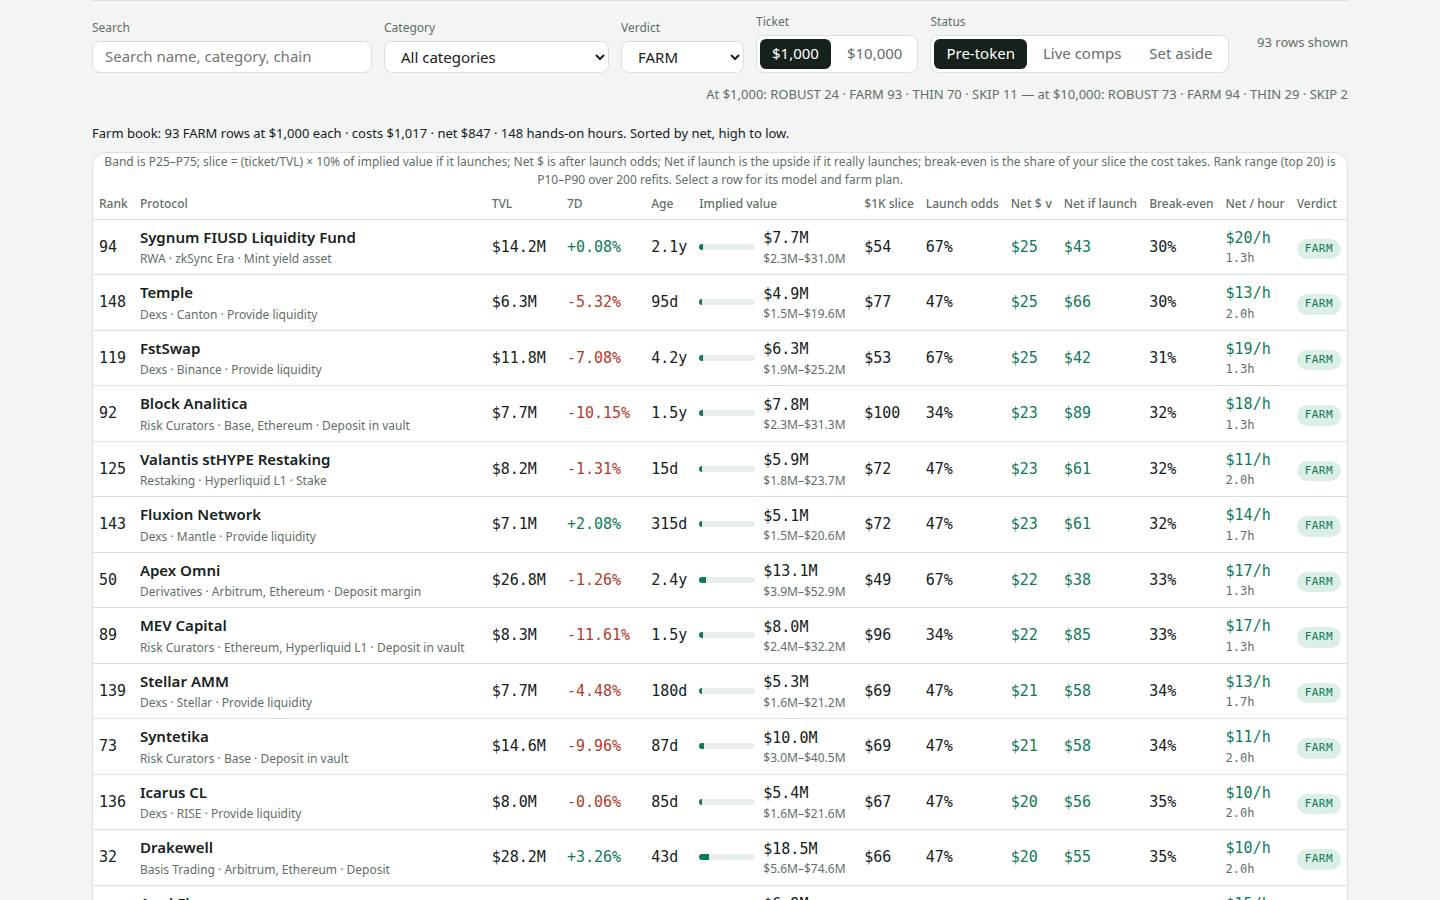 Search
Category
Verdict
Ticket
Status
Search name, category, chain
All categories
FARM
$1,000 $10,000
Pre-token Live comps Set aside
93 rows shown
At $1,000: ROBUST 24 · FARM 93 · THIN 70 · SKIP 11 — at $10,000: ROBUST 73 · FARM 94 · THIN 29 · SKIP 2
Farm book: 93 FARM rows at $1,000 each · costs $1,017 · net $847 · 148 hands-on hours. Sorted by net, high to low.
Band is P25–P75; slice = (ticket/TVL) × 10% of implied value if it launches; Net $ is after launch odds; Net if launch is the upside if it really launches; break-even is the share of your slice the cost takes. Rank range (top 20) is
P10–P90 over 200 refits. Select a row for its model and farm plan.
Rank Protocol TVL 7D Age Implied value $1K slice Launch odds Net $ v Net if launch Break-even Net / hour Verdict
94 Sygnum FIUSD Liquidity Fund $14.2M +0.08% 2.1y $7.7M $54 67% $25 $43 30% $20/h FARM
RWA · zkSync Era · Mint yield asset $2.3M–$31.0M 1.3h
148 Temple $6.3M -5.32% 95d $4.9M $77 47% $25 $66 30% $13/h FARM
Dexs · Canton · Provide liquidity $1.5M–$19.6M 2.0h
119 FstSwap $11.8M -7.08% 4.2y $6.3M $53 67% $25 $42 31% $19/h FARM
Dexs · Binance · Provide liquidity $1.9M–$25.2M 1.3h
92 Block Analitica $7.7M -10.15% 1.5y $7.8M $100 34% $23 $89 32% $18/h FARM
Risk Curators · Base, Ethereum · Deposit in vault $2.3M–$31.3M 1.3h
125 Valantis stHYPE Restaking $8.2M -1.31% 15d $5.9M $72 47% $23 $61 32% $11/h FARM
Restaking · Hyperliquid L1 · Stake $1.8M–$23.7M 2.0h
143 Fluxion Network $7.1M +2.08% 315d $5.1M $72 47% $23 $61 32% $14/h FARM
Dexs · Mantle · Provide liquidity $1.5M–$20.6M 1.7h
50 Apex Omni $26.8M -1.26% 2.4y $13.1M $49 67% $22 $38 33% $17/h FARM
Derivatives · Arbitrum, Ethereum · Deposit margin $3.9M–$52.9M 1.3h
89 MEV Capital $8.3M -11.61% 1.5y $8.0M $96 34% $22 $85 33% $17/h FARM
Risk Curators · Ethereum, Hyperliquid L1 · Deposit in vault $2.4M–$32.2M 1.3h
139 Stellar AMM $7.7M -4.48% 180d $5.3M $69 47% $21 $58 34% $13/h FARM
Dexs · Stellar · Provide liquidity $1.6M–$21.2M 1.7h
73 Syntetika $14.6M -9.96% 87d $10.0M $69 47% $21 $58 34% $11/h FARM
Risk Curators · Base · Deposit in vault $3.0M–$40.5M 2.0h
136 Icarus CL $8.0M -0.06% 85d $5.4M $67 47% $20 $56 35% $10/h FARM
Dexs · RISE · Provide liquidity $1.6M–$21.6M 2.0h
32 Drakewell $28.2M +3.26% 43d $18.5M $66 47% $20 $55 35% $10/h FARM
Basis Trading · Arbitrum, Ethereum · Deposit $5.6M–$74.6M 2.0h